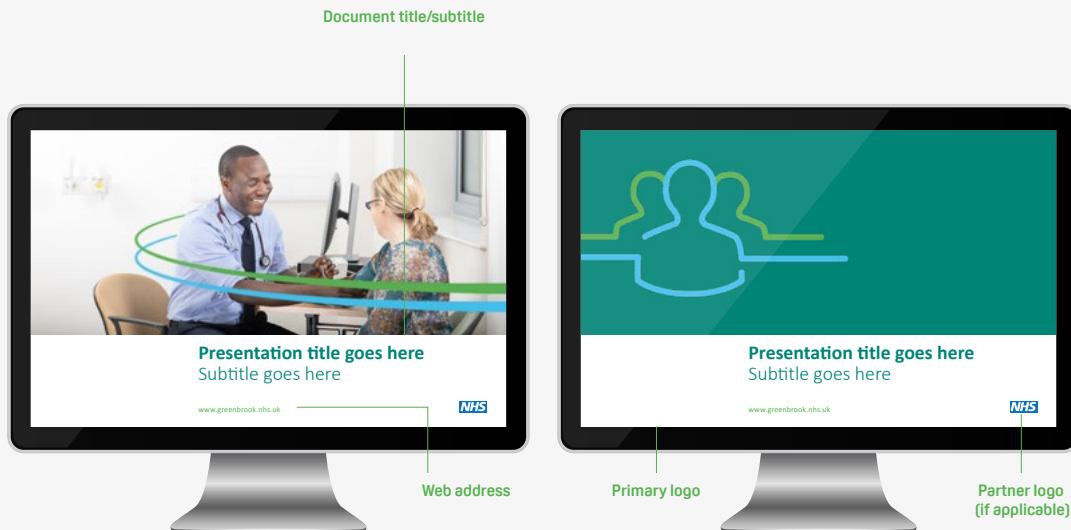 Document title/subtitle
Presentation title goes here
Subtitle goes here
www.greenbrook.nhs.uk
NHS
Presentation title goes here
Subtitle goes here
www.greenbrook.nhs.uk
NHS
Web address
Primary logo
Partner logo
(if applicable)